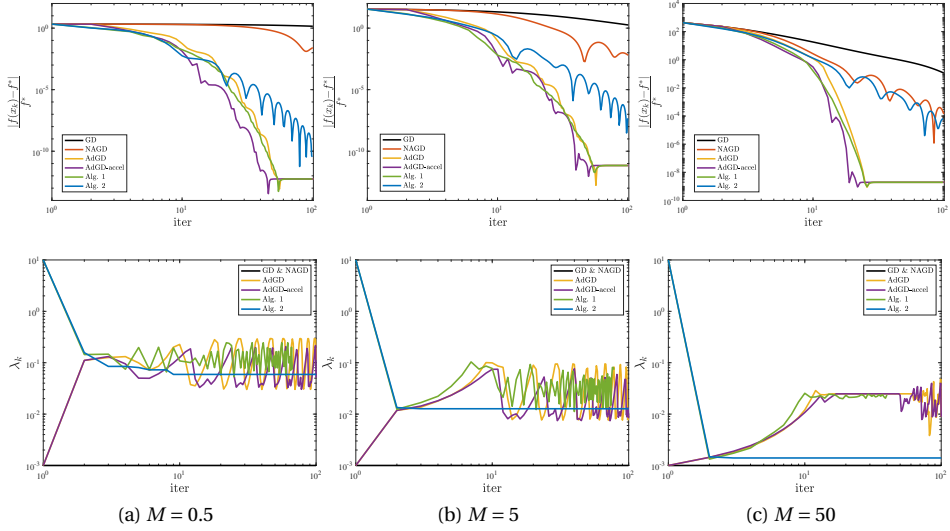 |f(x_k) − f*| / f*
10^0
10^-5
10^-10
GD
NAGD
AdGD
AdGD-accel
Alg. 1
Alg. 2
10^0 10^1 10^2
iter
|f(x_k) − f*| / f*
10^0
10^-5
10^-10
GD
NAGD
AdGD
AdGD-accel
Alg. 1
Alg. 2
10^0 10^1 10^2
iter
|f(x_k) − f*| / f*
10^4
10^2
10^0
10^-2
10^-4
10^-6
10^-8
10^-10
GD
NAGD
AdGD
AdGD-accel
Alg. 1
Alg. 2
10^0 10^1 10^2
iter
λ_k
10^1
10^0
10^-1
10^-2
10^-3
GD & NAGD
AdGD
AdGD-accel
Alg. 1
Alg. 2
10^0 10^1 10^2
iter
λ_k
10^1
10^0
10^-1
10^-2
10^-3
GD & NAGD
AdGD
AdGD-accel
Alg. 1
Alg. 2
10^0 10^1 10^2
iter
λ_k
10^1
10^0
10^-1
10^-2
10^-3
GD & NAGD
AdGD
AdGD-accel
Alg. 1
Alg. 2
10^0 10^1 10^2
iter
(a) M = 0.5
(b) M = 5
(c) M = 50